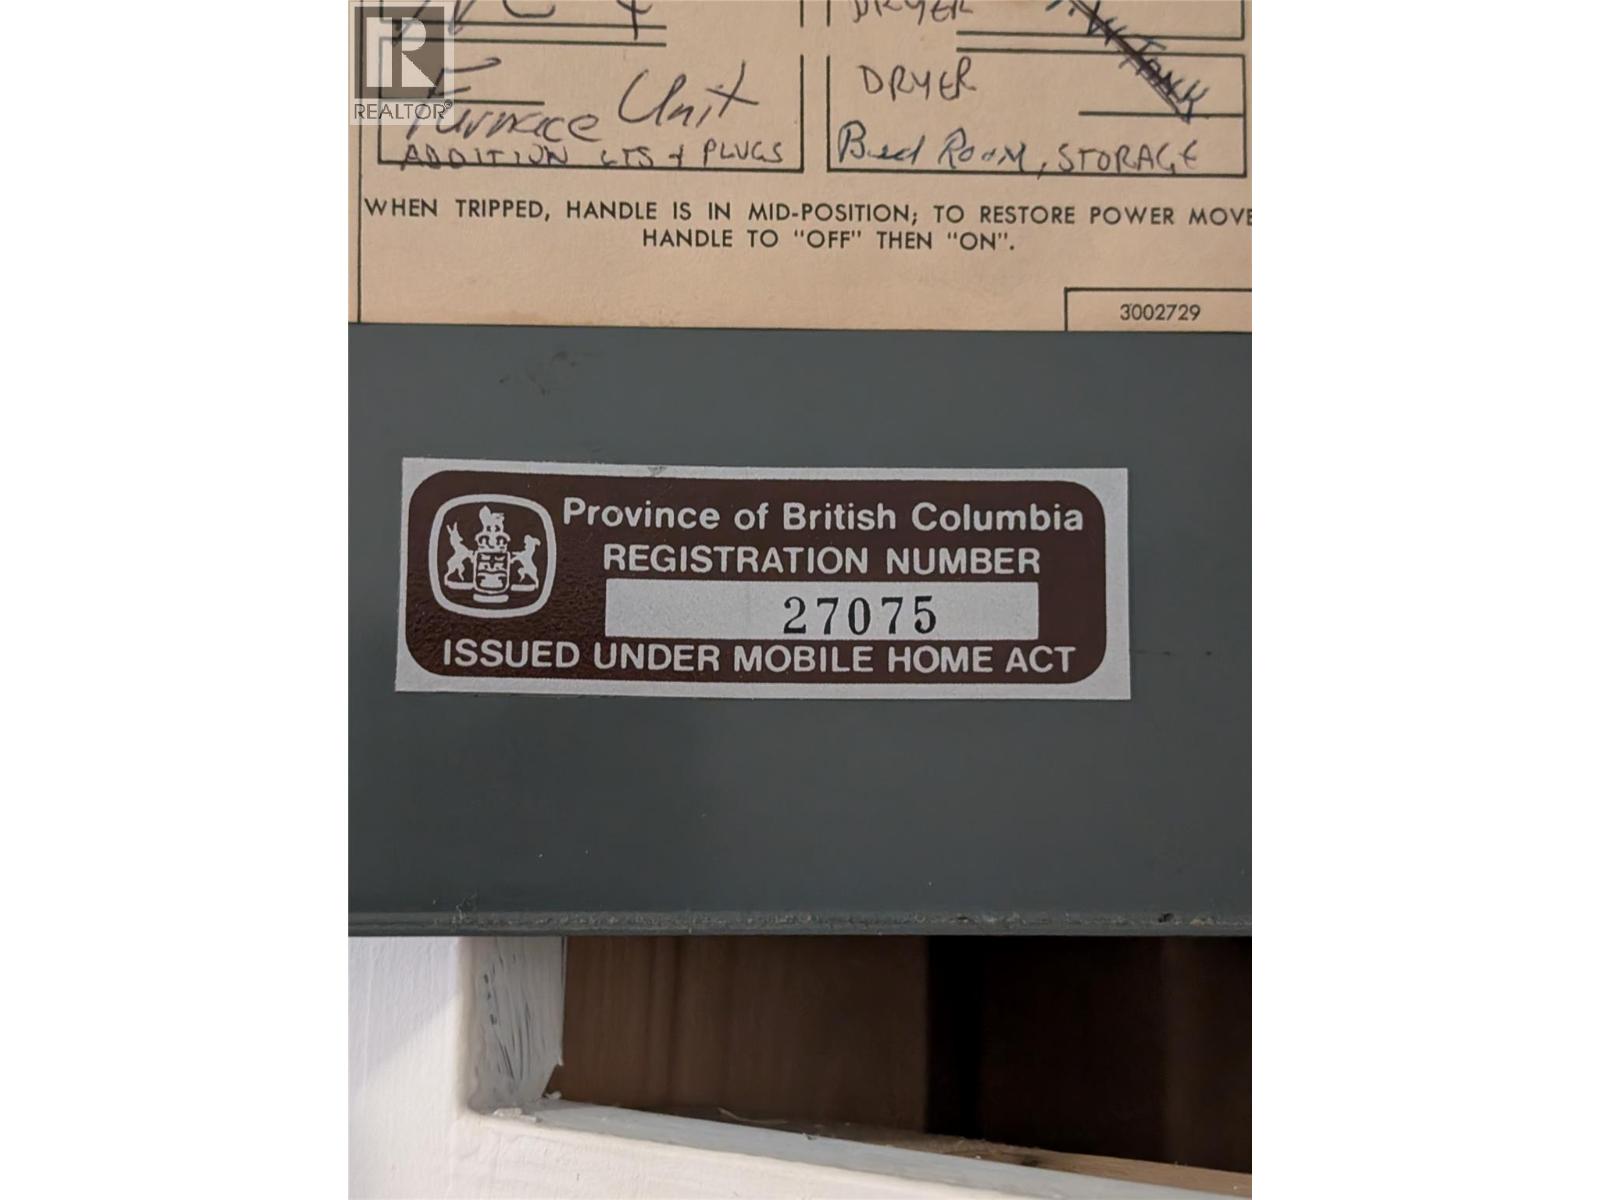 DRYER
Furnace Unit
ADDITION LTS & PLUGS
DRYER
Tank
Bed Room, STORAGE
REALTOR®
WHEN TRIPPED, HANDLE IS IN MID-POSITION; TO RESTORE POWER MOVE
HANDLE TO "OFF" THEN "ON".
3002729
Province of British Columbia
REGISTRATION NUMBER
27075
ISSUED UNDER MOBILE HOME ACT